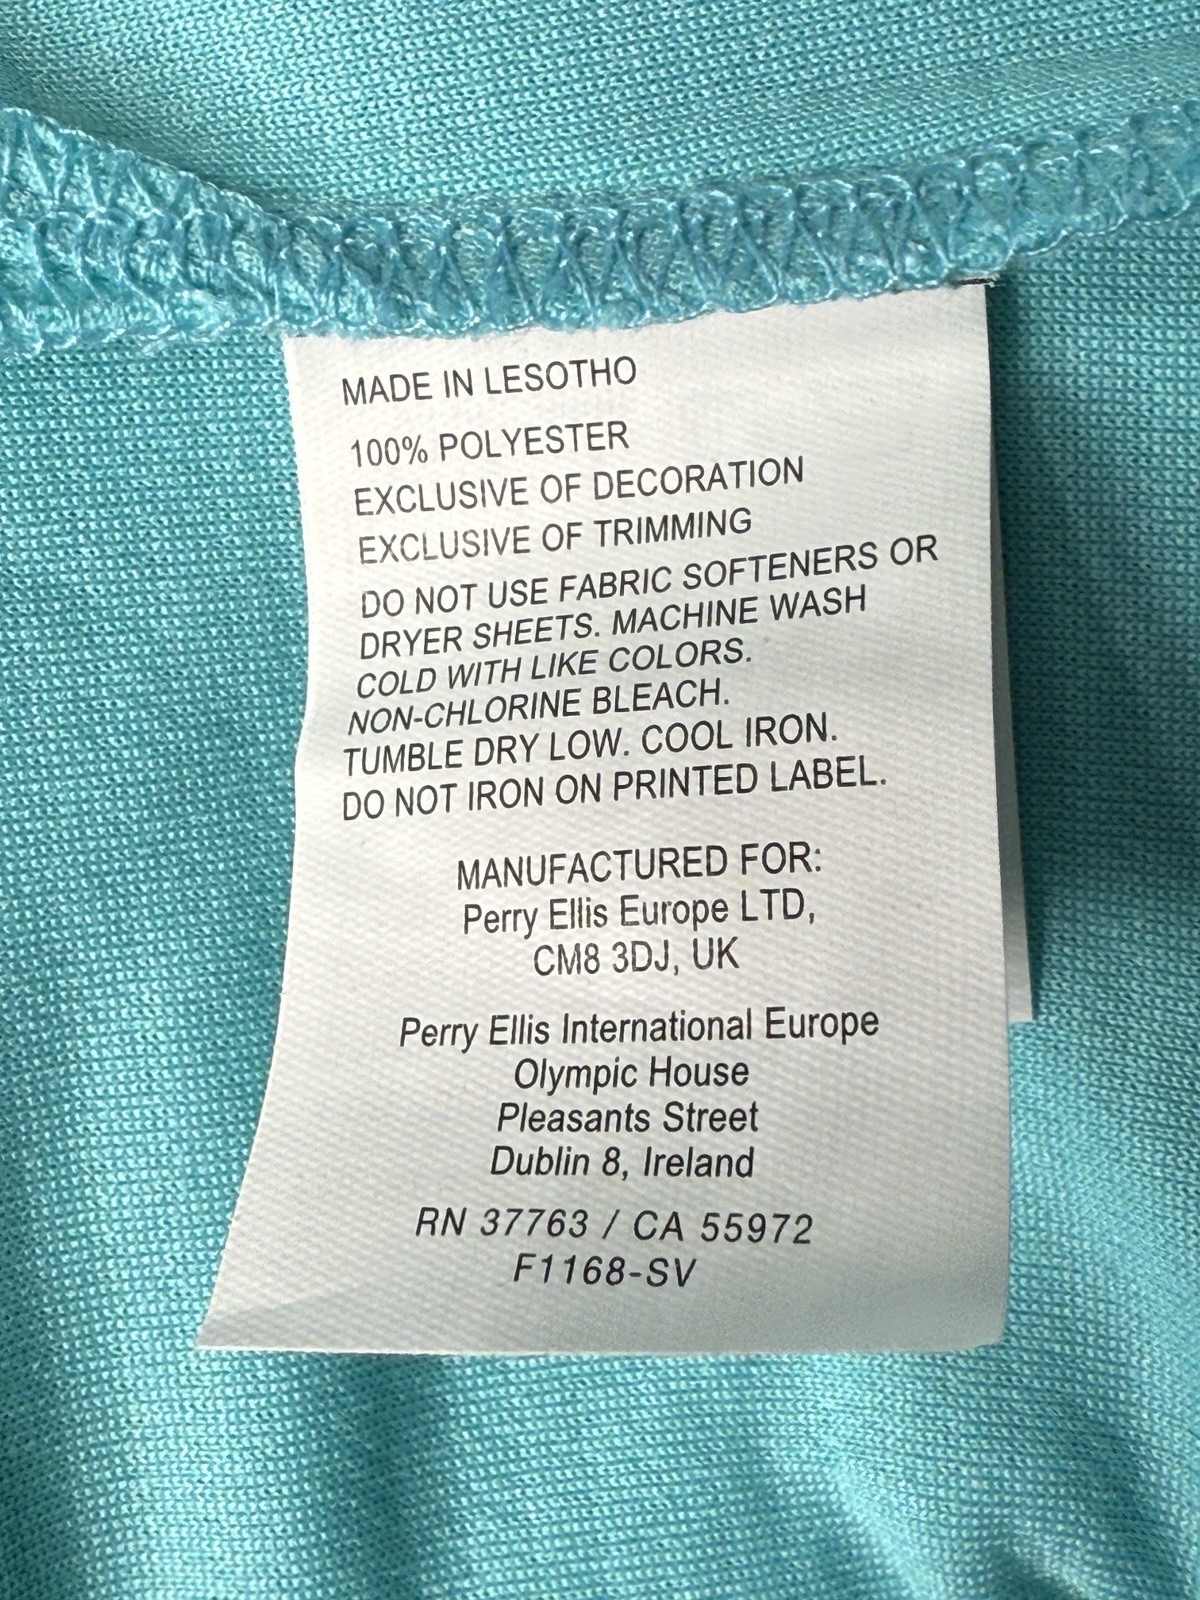 MADE IN LESOTHO
100% POLYESTER
EXCLUSIVE OF DECORATION
EXCLUSIVE OF TRIMMING
DO NOT USE FABRIC SOFTENERS OR
DRYER SHEETS. MACHINE WASH
COLD WITH LIKE COLORS.
NON-CHLORINE BLEACH.
TUMBLE DRY LOW. COOL IRON.
DO NOT IRON ON PRINTED LABEL.
MANUFACTURED FOR:
Perry Ellis Europe LTD,
CM8 3DJ, UK
Perry Ellis International Europe
Olympic House
Pleasants Street
Dublin 8, Ireland
RN 37763 / CA 55972
F1168-SV